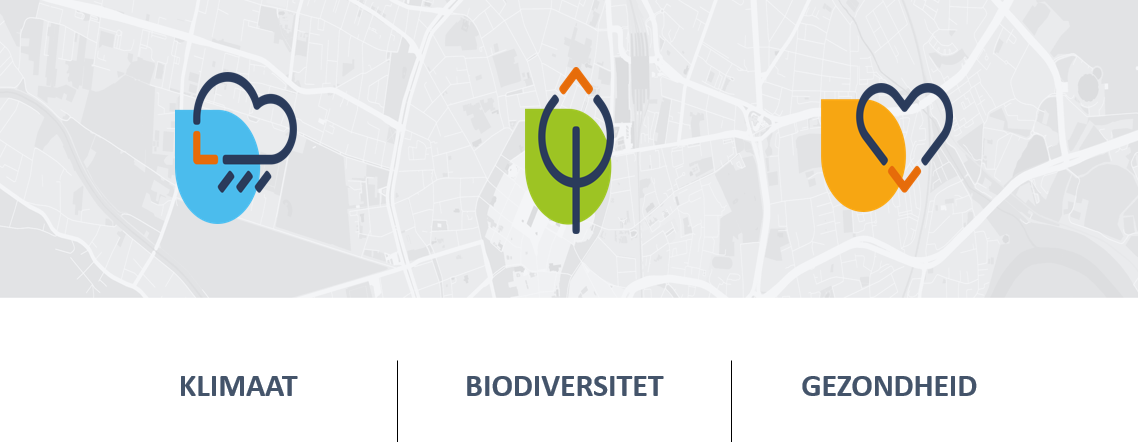 KLIMAAT
BIODIVERSITET
GEZONDHEID